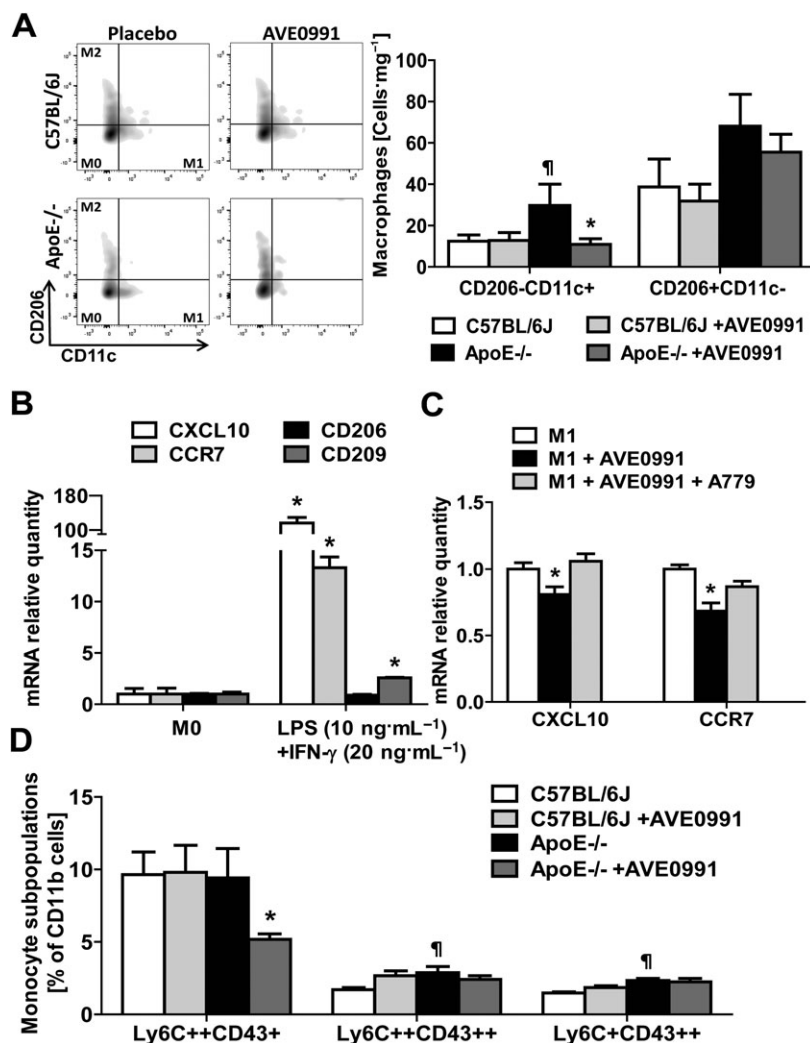 A
Placebo
AVE0991
C57BL/6J
M2
M0
M1
ApoE-/-
M2
M0
M1
CD206
CD11c
Macrophages [Cells·mg⁻¹]
100
80
60
40
20
0
¶
*
CD206-CD11c+
CD206+CD11c-
C57BL/6J
C57BL/6J +AVE0991
ApoE-/-
ApoE-/- +AVE0991
B
CXCL10
CD206
CCR7
CD209
mRNA relative quantity
180
100
15
10
5
2
0
*
*
*
M0
LPS (10 ng·mL⁻¹)
+IFN-γ (20 ng·mL⁻¹)
C
M1
M1 + AVE0991
M1 + AVE0991 + A779
mRNA relative quantity
1.5
1.0
0.5
0.0
*
*
CXCL10
CCR7
D
Monocyte subpopulations
[% of CD11b cells]
15
10
5
0
C57BL/6J
C57BL/6J +AVE0991
ApoE-/-
ApoE-/- +AVE0991
*
¶
¶
Ly6C++CD43+
Ly6C++CD43++
Ly6C+CD43++